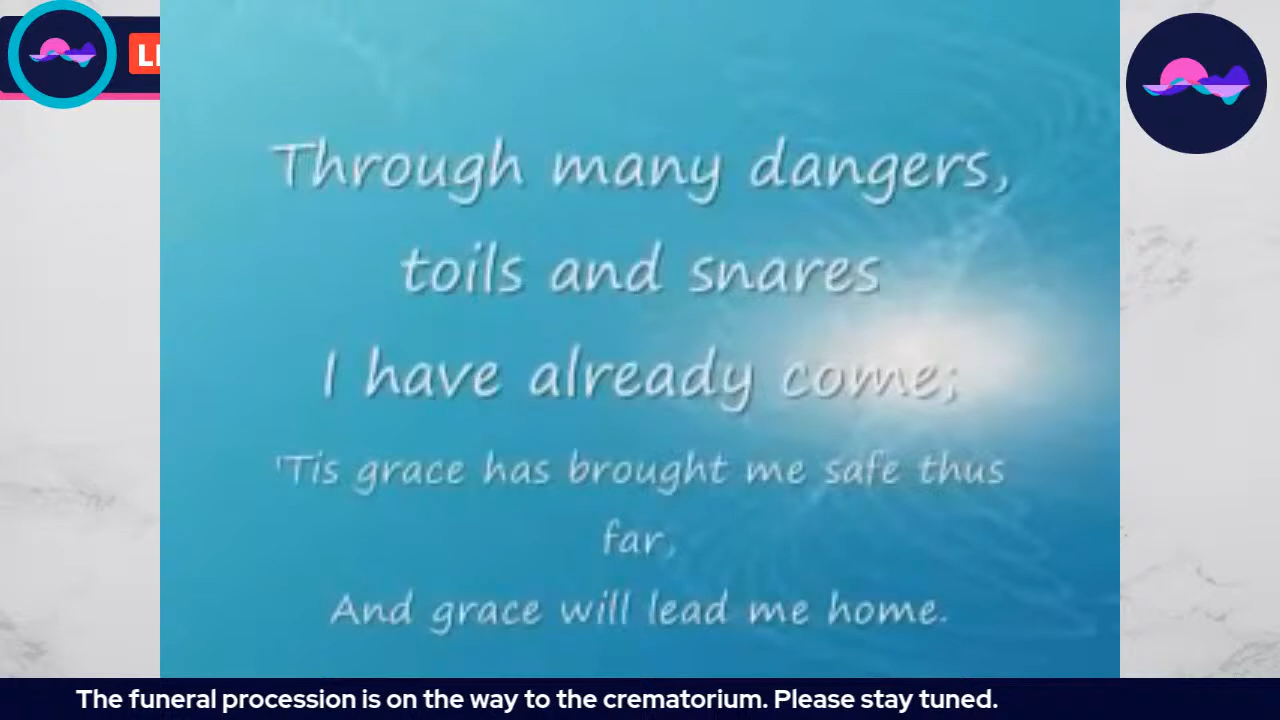 LI
Through many dangers,
toils and snares
I have already come;
'Tis grace has brought me safe thus
far,
And grace will lead me home.
The funeral procession is on the way to the crematorium. Please stay tuned.